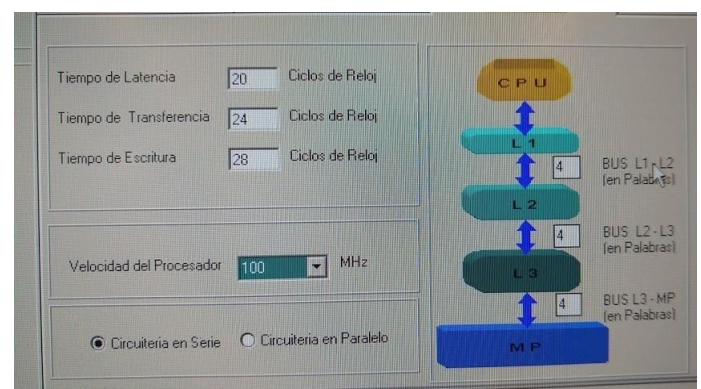 Tiempo de Latencia 20 Ciclos de Reloj
Tiempo de Transferencia 24 Ciclos de Reloj
Tiempo de Escritura 28 Ciclos de Reloj
Velocidad del Procesador 100 MHz
Circuiteria en Serie Circuiteria en Paralelo
CPU
L1
4 BUS L1-L2
(en Palabras)
L2
4 BUS L2-L3
(en Palabras)
L3
4 BUS L3-MP
(en Palabras)
MP